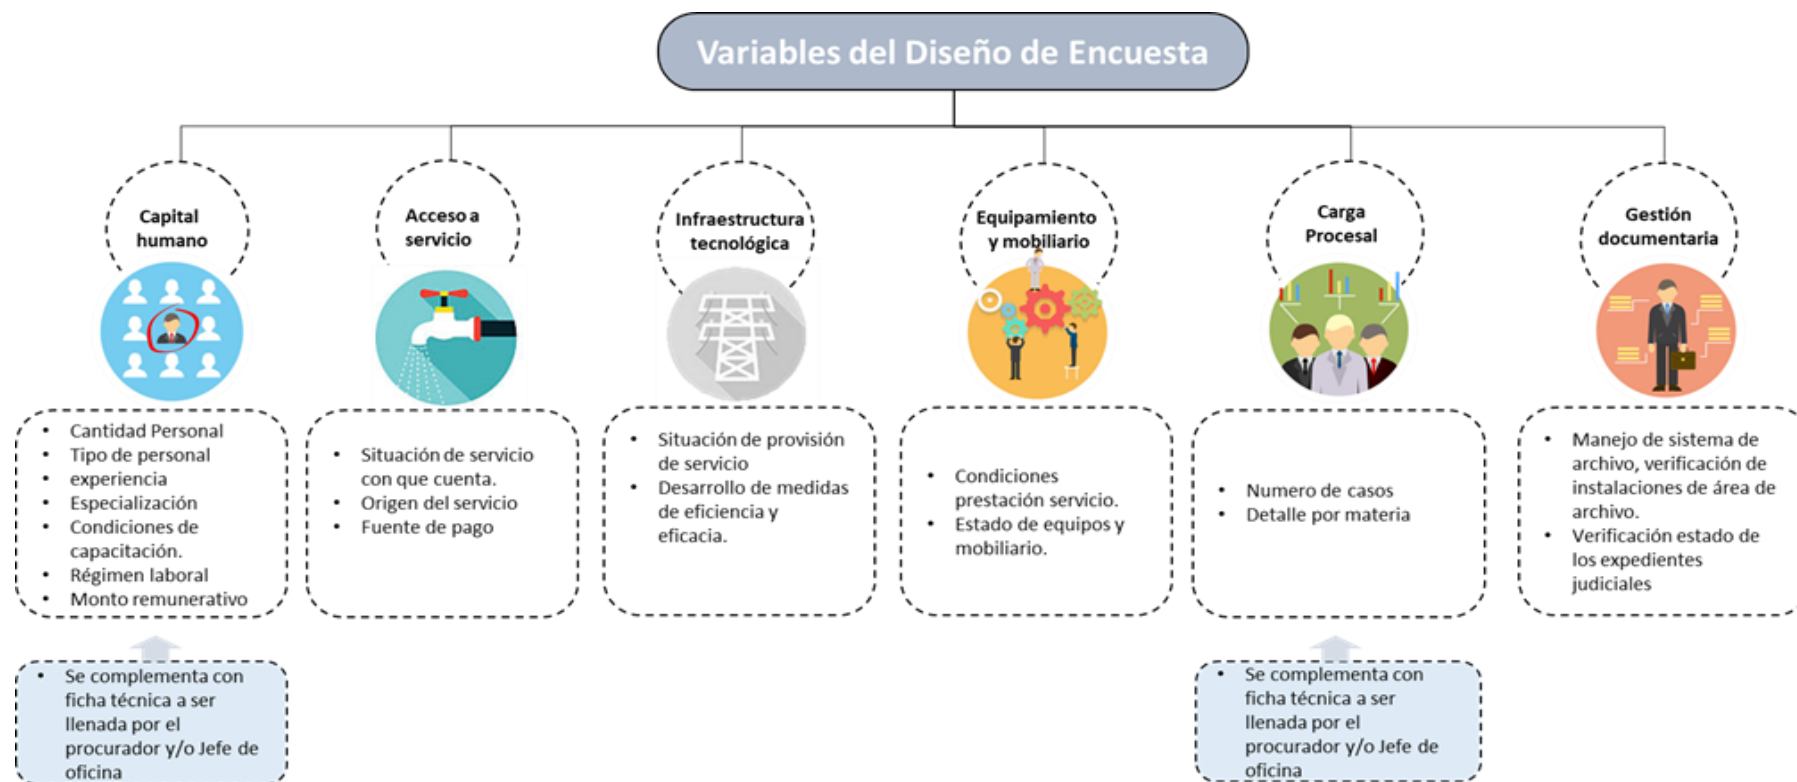 Variables del Diseño de Encuesta
Capital
humano
Acceso a
servicio
Infraestructura
tecnológica
Equipamiento
y mobiliario
Carga
Procesal
Gestión
documentaria
• Cantidad Personal
• Tipo de personal
• experiencia
• Especialización
• Condiciones de
capacitación.
• Régimen laboral
• Monto remunerativo
• Situación de servicio
con que cuenta.
• Origen del servicio
• Fuente de pago
• Situación de provisión
de servicio
• Desarrollo de medidas
de eficiencia y
eficacia.
• Condiciones
prestación servicio.
• Estado de equipos y
mobiliario.
• Numero de casos
• Detalle por materia
• Manejo de sistema de
archivo, verificación de
instalaciones de área de
archivo.
• Verificación estado de
los expedientes
judiciales
• Se complementa con
ficha técnica a ser
llenada por el
procurador y/o Jefe de
oficina
• Se complementa con
ficha técnica a ser
llenada por el
procurador y/o Jefe de
oficina